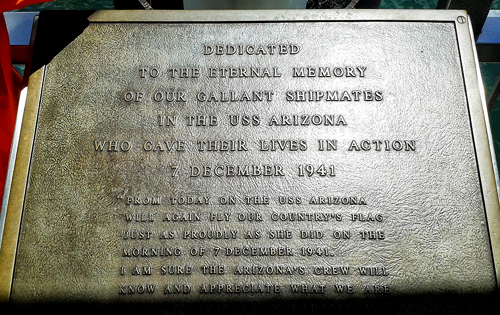 DEDICATED
TO THE ETERNAL MEMORY
OF OUR GALLANT SHIPMATES
IN THE USS ARIZONA
WHO GAVE THEIR LIVES IN ACTION
7 DECEMBER 1941
"FROM TODAY ON THE USS ARIZONA
WILL AGAIN FLY OUR COUNTRY'S FLAG
JUST AS PROUDLY AS SHE DID ON THE
MORNING OF 7 DECEMBER 1941.
I AM SURE THE ARIZONA'S CREW WILL
KNOW AND APPRECIATE WHAT WE ARE